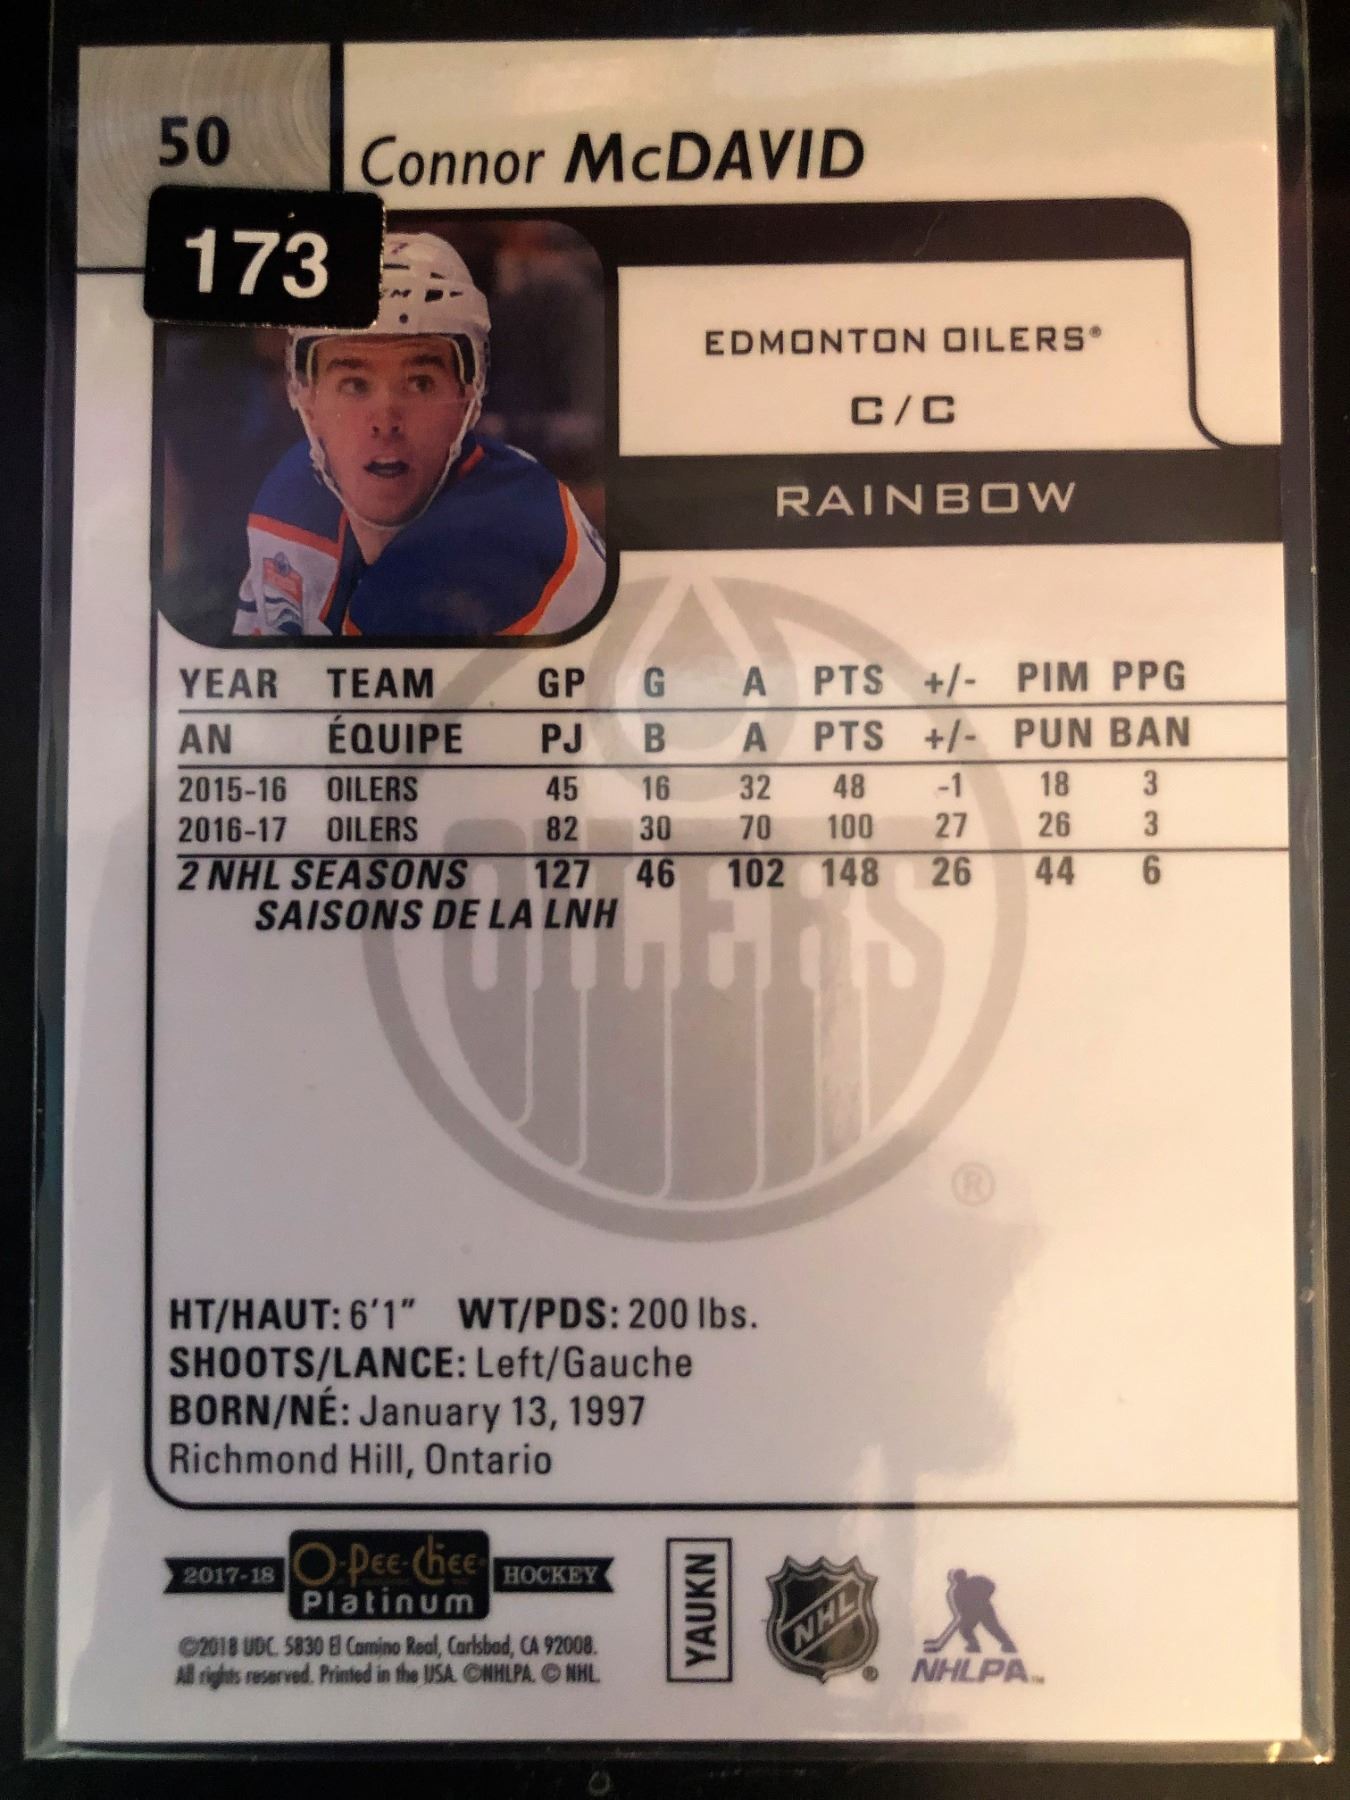 50
Connor McDAVID
173
EDMONTON OILERS®
C/C
RAINBOW
YEAR TEAM GP G A PTS +/- PIM PPG
AN ÉQUIPE PJ B A PTS +/- PUN BAN
2015-16 OILERS 45 16 32 48 -1 18 3
2016-17 OILERS 82 30 70 100 27 26 3
2 NHL SEASONS 127 46 102 148 26 44 6
SAISONS DE LA LNH
OILERS
®
HT/HAUT: 6'1" WT/PDS: 200 lbs.
SHOOTS/LANCE: Left/Gauche
BORN/NÉ: January 13, 1997
Richmond Hill, Ontario
2017-18 O-Pee-Chee Platinum HOCKEY
©2018 UDC. 5830 El Camino Real, Carlsbad, CA 92008.
All rights reserved. Printed in the USA. ©NHLPA. © NHL.
YAUKN
NHL ®
NHLPA™